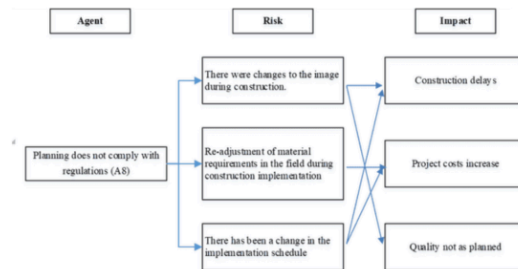 Agent
Risk
Impact
There were changes to the image
during construction.
Construction delays
Planning does not comply with
regulations (A8)
Re-adjustment of material
requirements in the field during
construction implementation
Project costs increase
There has been a change in the
implementation schedule
Quality not as planned